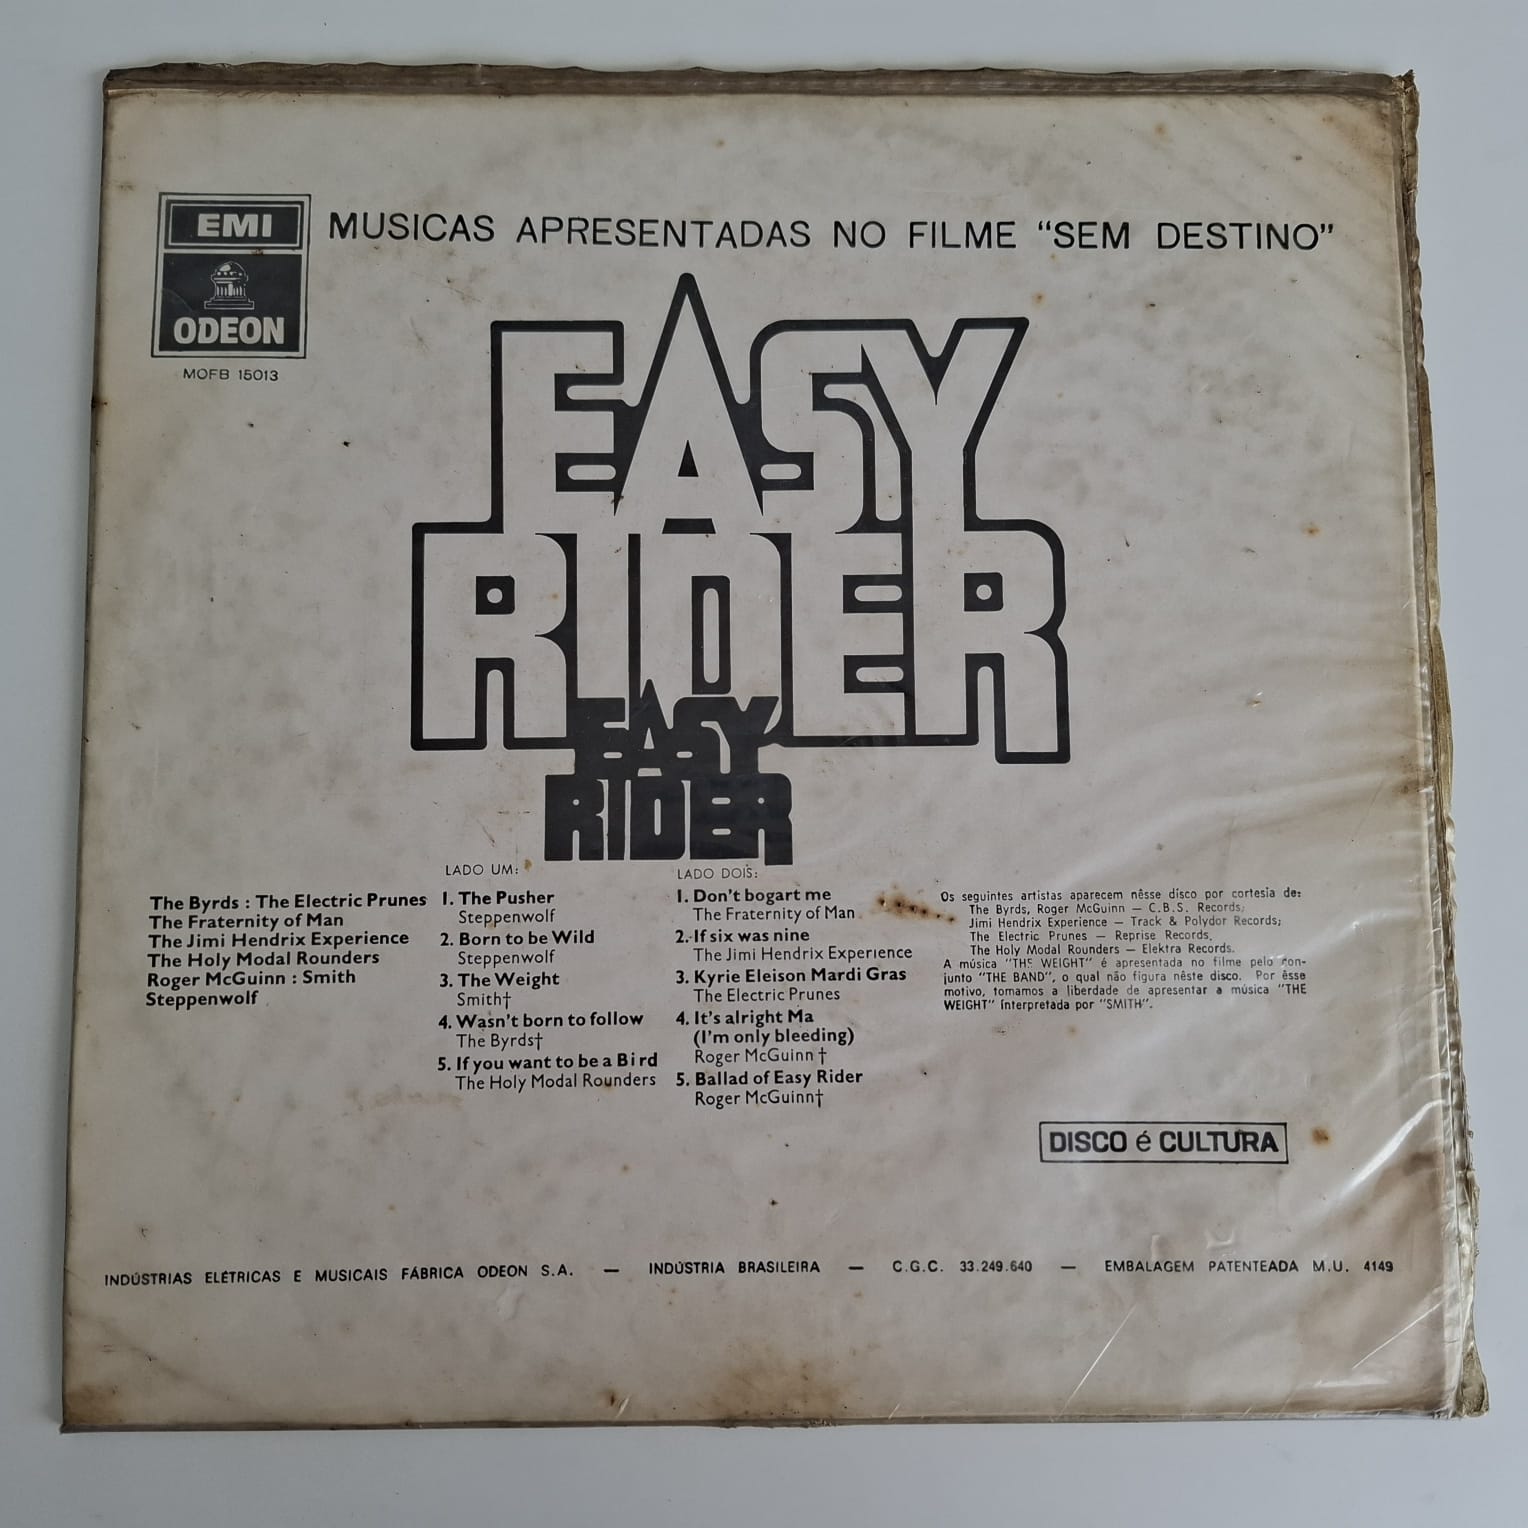 EMI
ODEON
MOFB 15013
MUSICAS APRESENTADAS NO FILME "SEM DESTINO"
EASY
RIDER
EASY
RIDER
The Byrds : The Electric Prunes
The Fraternity of Man
The Jimi Hendrix Experience
The Holy Modal Rounders
Roger McGuinn : Smith
Steppenwolf
LADO UM:
1. The Pusher
Steppenwolf
2. Born to be Wild
Steppenwolf
3. The Weight
Smith†
4. Wasn't born to follow
The Byrds†
5. If you want to be a Bird
The Holy Modal Rounders
LADO DOIS:
1. Don't bogart me
The Fraternity of Man
2. If six was nine
The Jimi Hendrix Experience
3. Kyrie Eleison Mardi Gras
The Electric Prunes
4. It's alright Ma
(I'm only bleeding)
Roger McGuinn †
5. Ballad of Easy Rider
Roger McGuinn†
Os seguintes artistas aparecem nêsse disco por cortesia de:
The Byrds, Roger McGuinn — C.B.S. Records;
Jimi Hendrix Experience — Track & Polydor Records;
The Electric Prunes — Reprise Records,
The Holy Modal Rounders — Elektra Records.
A música "THE WEIGHT" é apresentada no filme pelo con-
junto "THE BAND", o qual não figura nêste disco. Por êsse
motivo, tomamos a liberdade de apresentar a música "THE
WEIGHT" interpretada por "SMITH".
DISCO é CULTURA
INDÚSTRIAS ELÉTRICAS E MUSICAIS FÁBRICA ODEON S.A. — INDÚSTRIA BRASILEIRA — C.G.C. 33.249.640 — EMBALAGEM PATENTEADA M.U. 4149